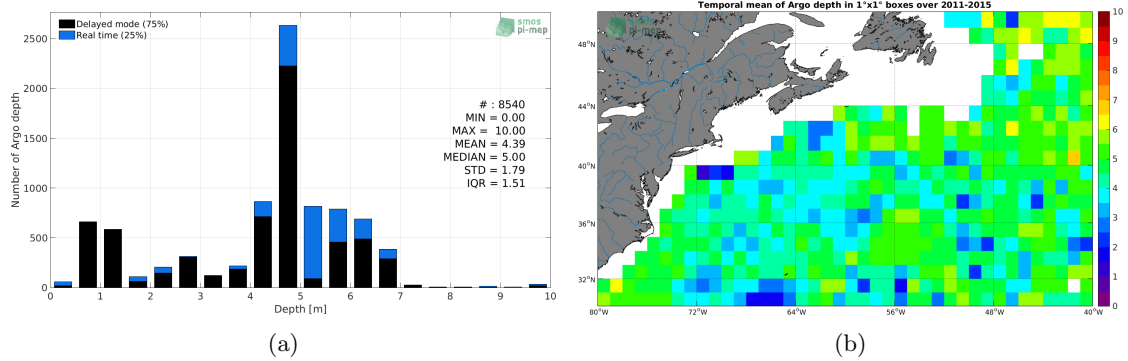 Delayed mode (75%)
Real time (25%)
smos
pi-mep
Number of Argo depth
2500
2000
1500
1000
500
0
# : 8540
MIN = 0.00
MAX = 10.00
MEAN = 4.39
MEDIAN = 5.00
STD = 1.79
IQR = 1.51
0 1 2 3 4 5 6 7 8 9 10
Depth [m]
(a)
Temporal mean of Argo depth in 1°x1° boxes over 2011-2015
smos
pi-mep
48°N
44°N
40°N
36°N
32°N
80°W 72°W 64°W 56°W 48°W 40°W
10
9
8
7
6
5
4
3
2
1
0
(b)